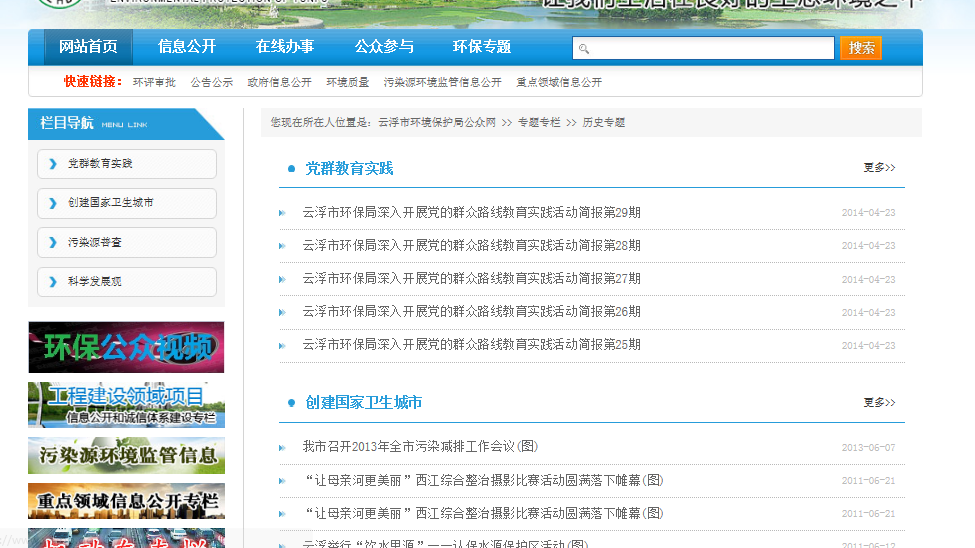 ENVIRONMENTAL PROTECTION OF YUNFU
让我们生活在良好的生态环境之中
网站首页 信息公开 在线办事 公众参与 环保专题 搜索
快速链接： 环评审批 公告公示 政府信息公开 环境质量 污染源环境监管信息公开 重点领域信息公开
栏目导航 MENU LINK
党群教育实践
创建国家卫生城市
污染源普查
科学发展观
环保公众视频
工程建设领域项目
信息公开和诚信体系建设专栏
污染源环境监管信息
重点领域信息公开专栏
您现在所在人位置是：云浮市环境保护局公众网 >> 专题专栏 >> 历史专题
党群教育实践 更多>>
云浮市环保局深入开展党的群众路线教育实践活动简报第29期 2014-04-23
云浮市环保局深入开展党的群众路线教育实践活动简报第28期 2014-04-23
云浮市环保局深入开展党的群众路线教育实践活动简报第27期 2014-04-23
云浮市环保局深入开展党的群众路线教育实践活动简报第26期 2014-04-23
云浮市环保局深入开展党的群众路线教育实践活动简报第25期 2014-04-23
创建国家卫生城市 更多>>
我市召开2013年全市污染减排工作会议(图) 2013-06-07
“让母亲河更美丽”西江综合整治摄影比赛活动圆满落下帷幕(图) 2011-06-21
“让母亲河更美丽”西江综合整治摄影比赛活动圆满落下帷幕(图) 2011-06-21
云浮举行“饮水思源”——认保水源保护区活动(图) 2011-06-12